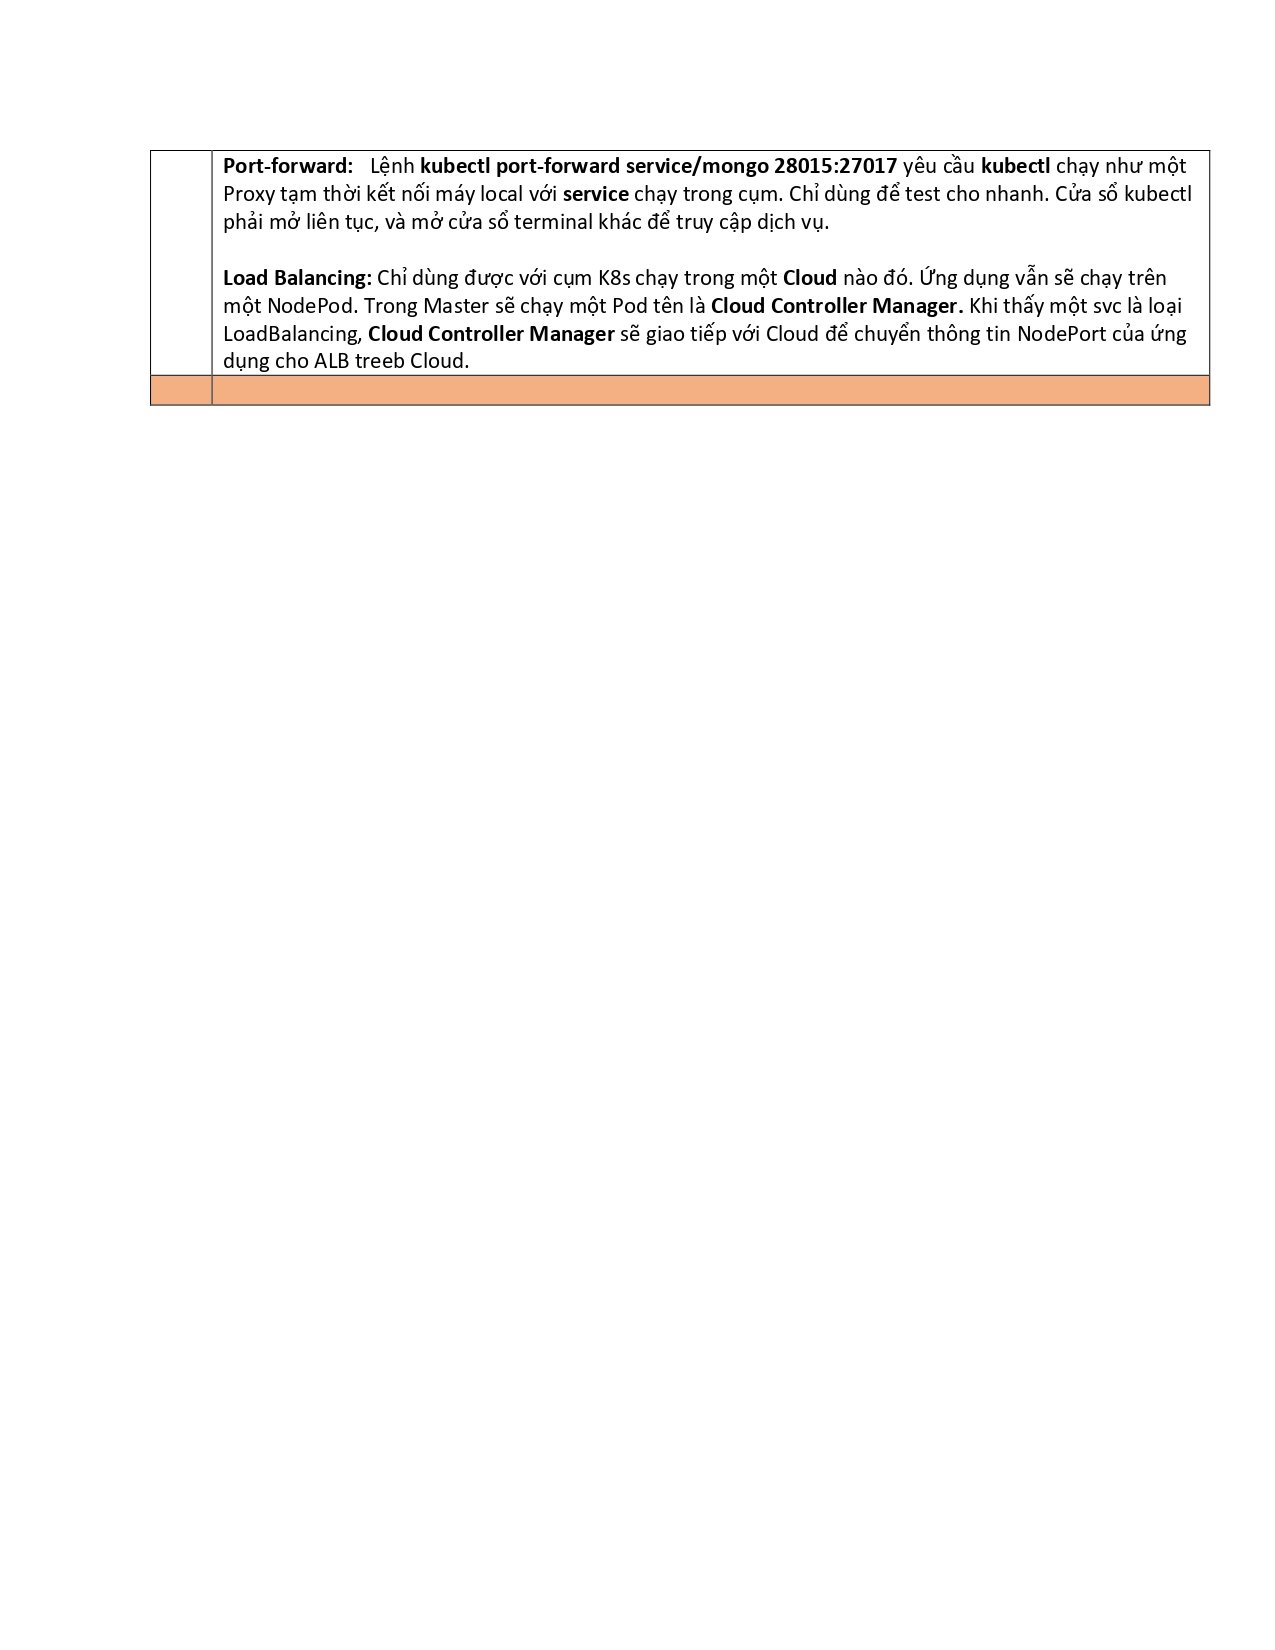 Port-forward:   Lệnh kubectl port-forward service/mongo 28015:27017 yêu cầu kubectl chạy như một
Proxy tạm thời kết nối máy local với service chạy trong cụm. Chỉ dùng để test cho nhanh. Cửa sổ kubectl
phải mở liên tục, và mở cửa sổ terminal khác để truy cập dịch vụ.
Load Balancing: Chỉ dùng được với cụm K8s chạy trong một Cloud nào đó. Ứng dụng vẫn sẽ chạy trên
một NodePod. Trong Master sẽ chạy một Pod tên là Cloud Controller Manager. Khi thấy một svc là loại
LoadBalancing, Cloud Controller Manager sẽ giao tiếp với Cloud để chuyển thông tin NodePort của ứng
dụng cho ALB treeb Cloud.